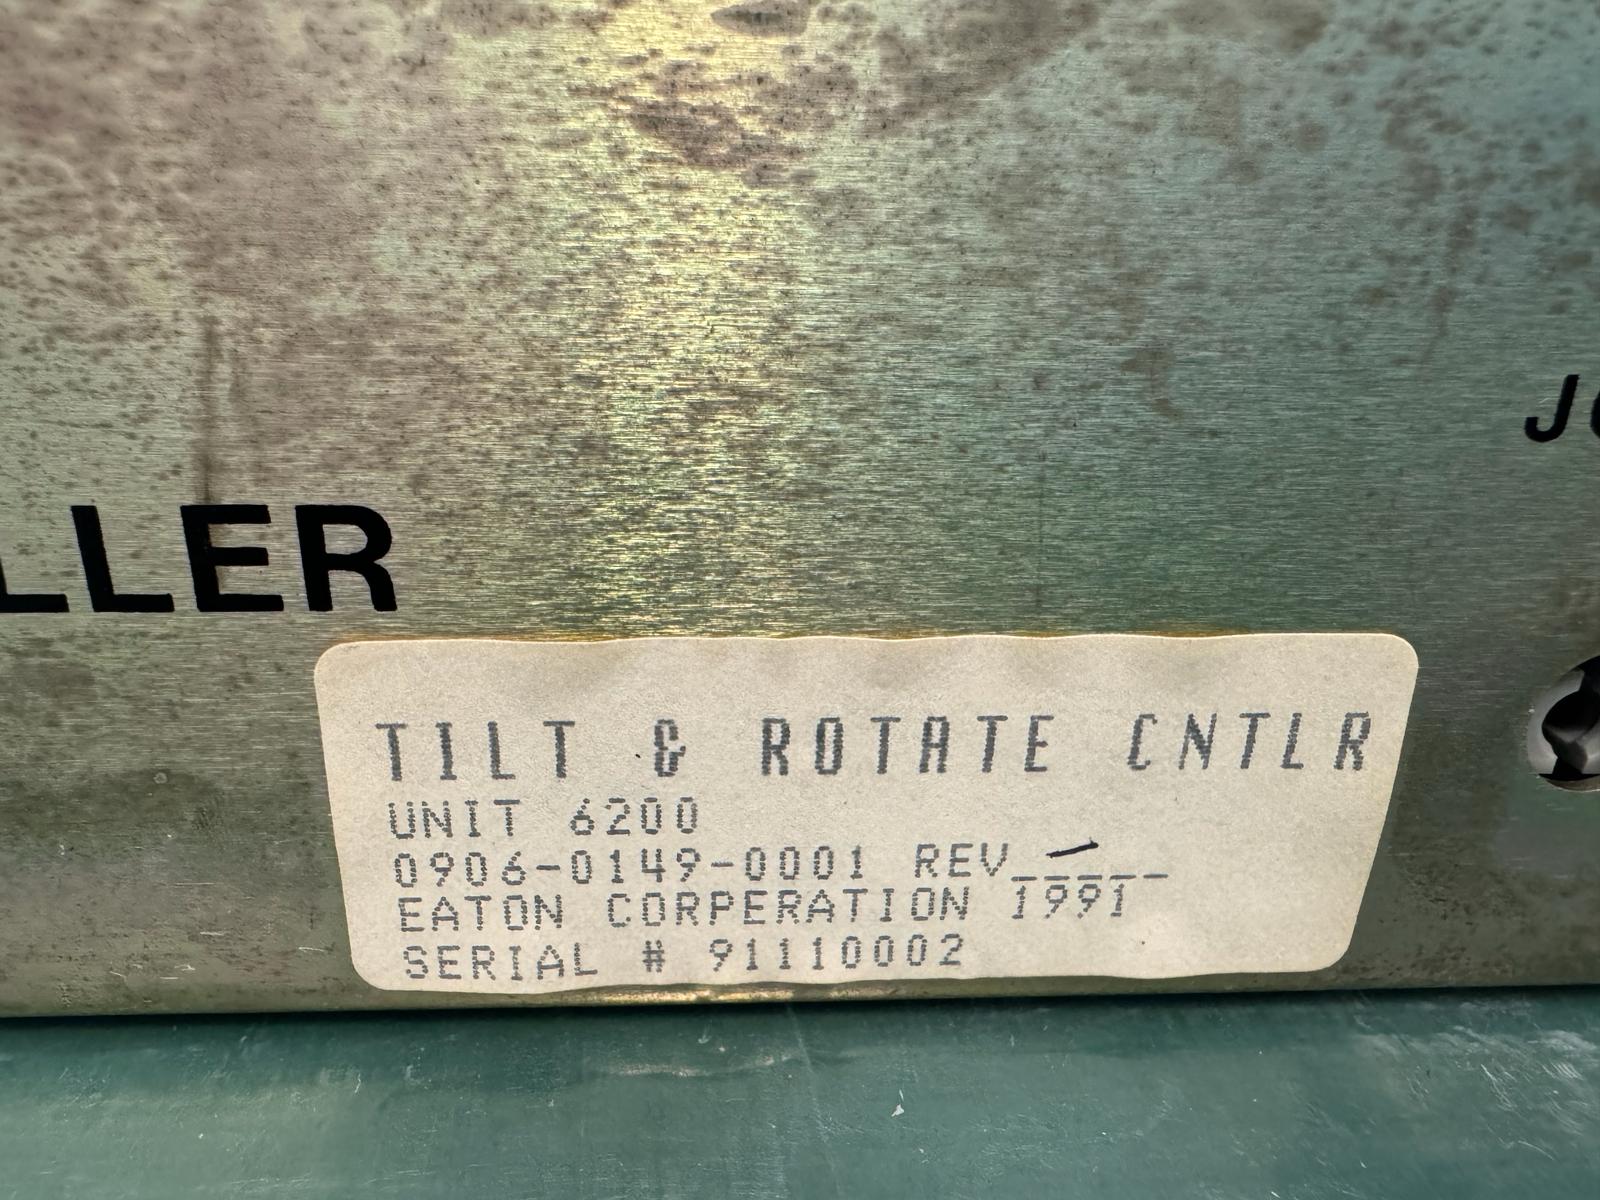 LLER
TILT & ROTATE CNTLR
UNIT 6200
0906-0149-0001 REV -
EATON CORPERATION 1991
SERIAL # 91110002